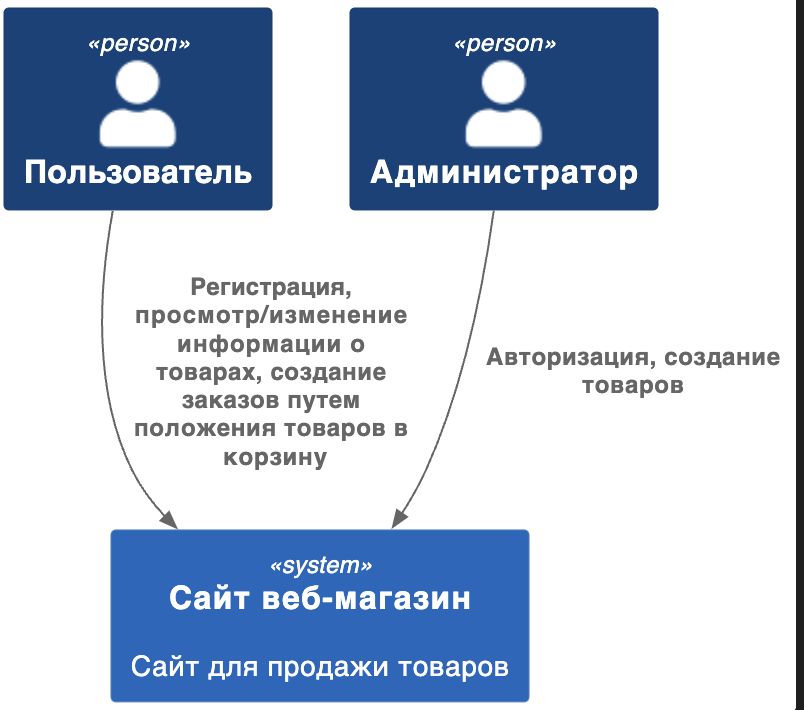 «person»
Пользователь
«person»
Администратор
Регистрация,
просмотр/изменение
информации о
товарах, создание
заказов путем
положения товаров в
корзину
Авторизация, создание
товаров
«system»
Сайт веб-магазин
Сайт для продажи товаров